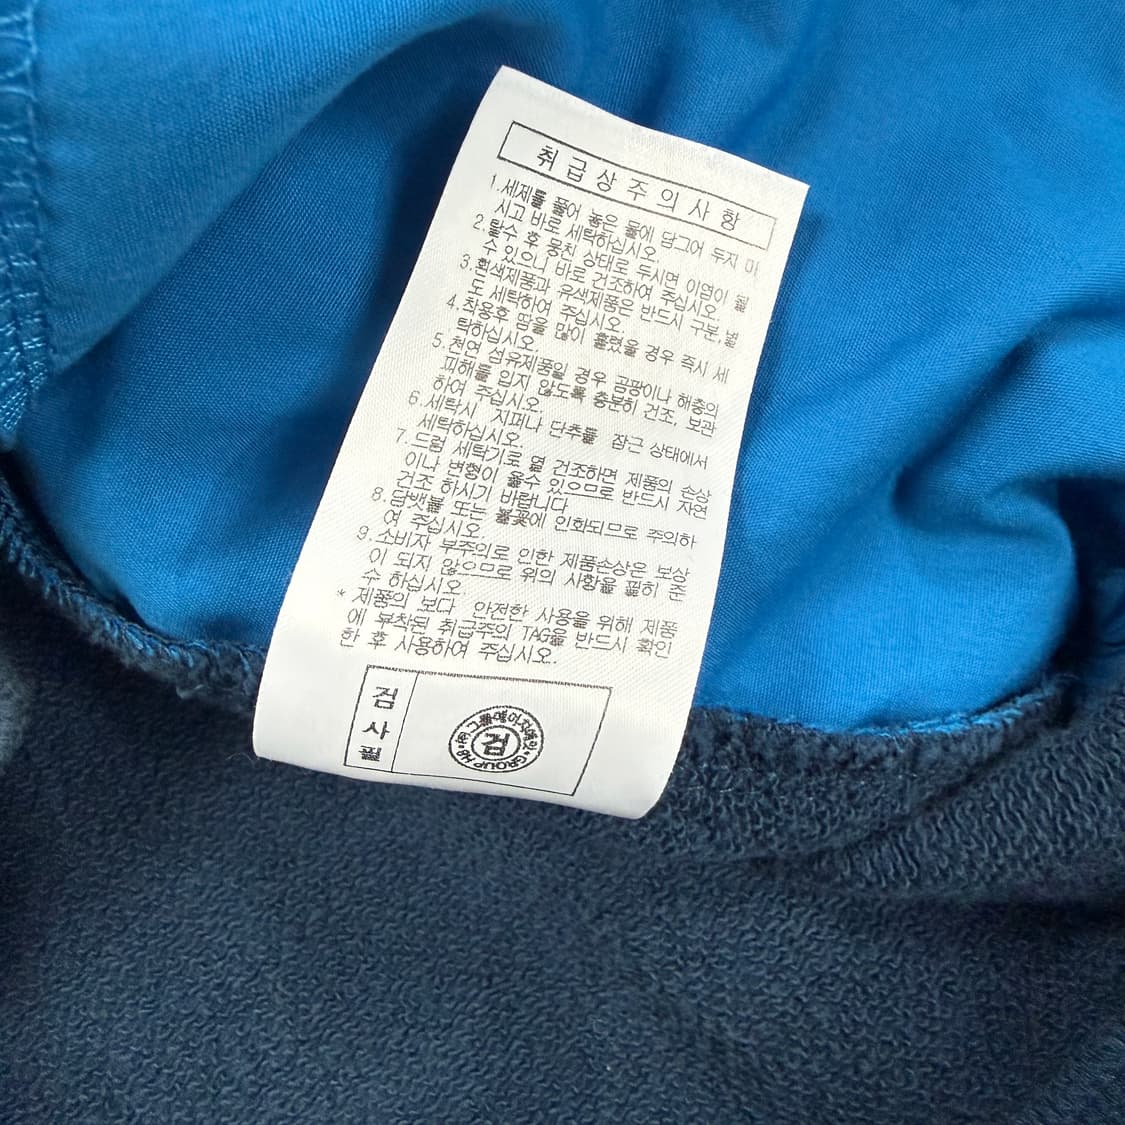 취급상주의사항
1.세제를 풀어 놓은 물에 담그어 두지 마
시고 바로 세탁하십시오.
2.탈수 후 뭉친 상태로 두시면 이염이 될
수 있으니 바로 건조하여 주십시오.
3.흰색제품과 유색제품은 반드시 구분,별
도 세탁하여 주십시오.
4.착용후 땀을 많이 흘렸을 경우 즉시 세
탁하십시오.
5.천연 섬유제품일 경우 곰팡이나 해충의
피해를 입지 않도록 충분히 건조, 보관
하여 주십시오.
6.세탁시 지퍼나 단추를 잠근 상태에서
세탁하십시오.
7.드럼 세탁기로 열 건조하면 제품의 손상
이나 변형이 올수 있으므로 반드시 자연
건조 하시기 바랍니다
8.담뱃불 또는 불꽃에 인화되므로 주의하
여 주십시오.
9.소비자 부주의로 인한 제품손상은 보상
이 되지 않으므로 위의 사항을 필히 준
수 하십시오.
* 제품의 보다 안전한 사용을 위해 제품
에 부착된 취급주의 TAG을 반드시 확인
한 후 사용하여 주십시오.
검사필
㈜그룹에이치에잇
검
GROUP H8